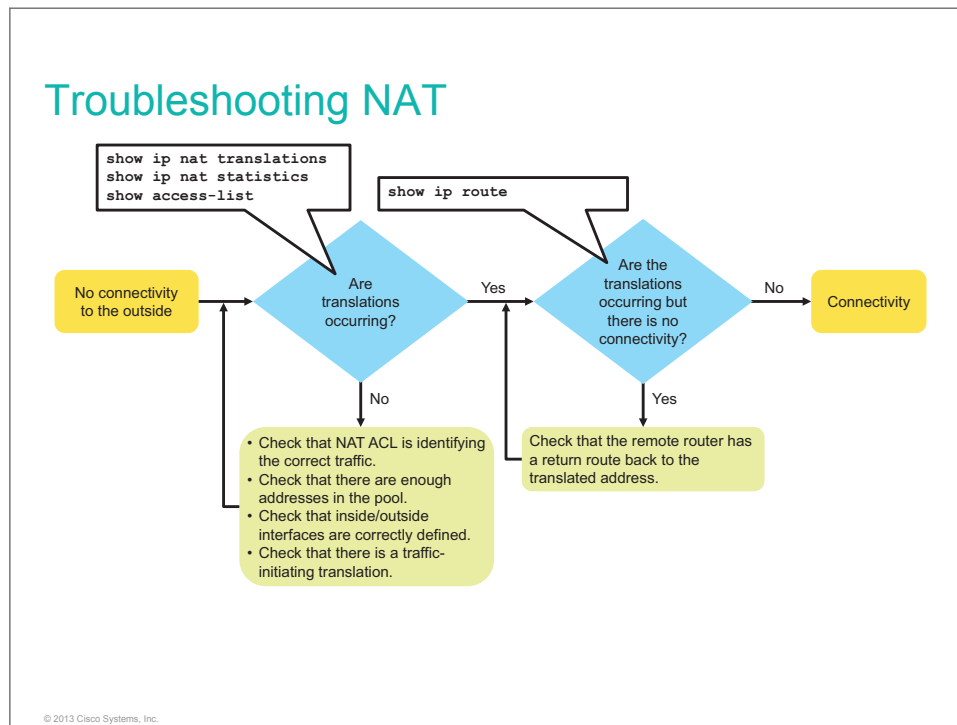 Troubleshooting NAT
show ip nat translations
show ip nat statistics
show access-list
show ip route
No connectivity
to the outside
Are
translations
occurring?
Yes
Are the
translations
occurring but
there is no
connectivity?
No
Connectivity
No
Yes
• Check that NAT ACL is identifying
the correct traffic.
• Check that there are enough
addresses in the pool.
• Check that inside/outside
interfaces are correctly defined.
• Check that there is a traffic-
initiating translation.
Check that the remote router has
a return route back to the
translated address.
© 2013 Cisco Systems, Inc.